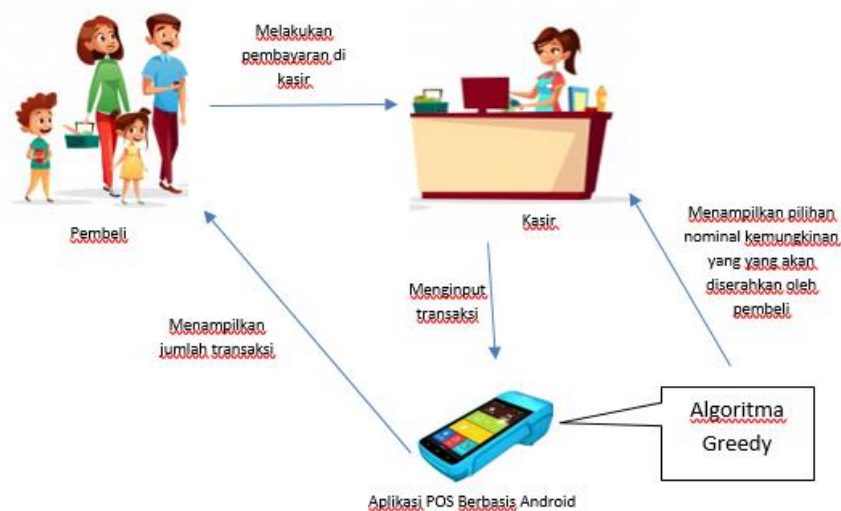 Melakukan
pembayaran di
kasir
Pembeli
Kasir
Menampilkan pilihan
nominal kemungkinan
yang yang akan
diserahkan oleh
pembeli
Menginput
transaksi
Menampilkan
jumlah transaksi
Algoritma
Greedy
Aplikasi POS Berbasis Android